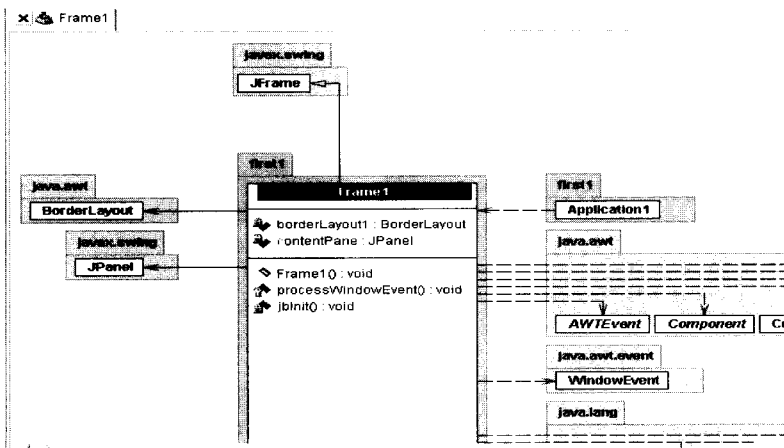 Frame1
javax.swing
JFrame
first1
java.awt
BorderLayout
javax.swing
JPanel
Frame1
borderLayout1 : BorderLayout
contentPane : JPanel
Frame1() : void
processWindowEvent() : void
jbInit() : void
first1
Application1
java.awt
AWTEvent
Component
java.awt.event
WindowEvent
java.lang